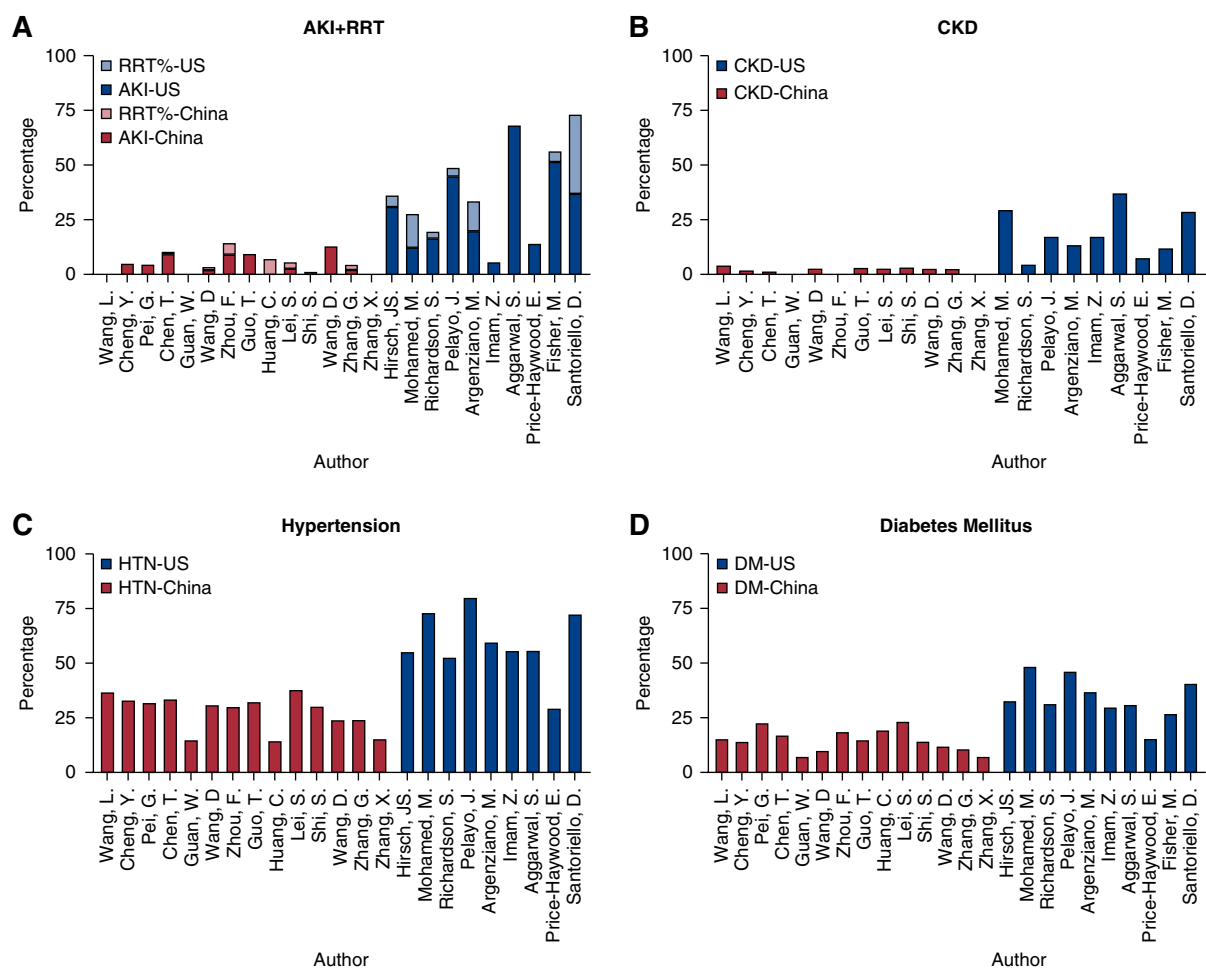 A
AKI+RRT
100
75
50
25
0
Percentage
RRT%-US
AKI-US
RRT%-China
AKI-China
Wang, L.
Cheng, Y.
Pei, G.
Chen, T.
Guan, W.
Wang, D
Zhou, F.
Guo, T.
Huang, C.
Lei, S.
Shi, S.
Wang, D.
Zhang, G.
Zhang, X.
Hirsch, JS.
Mohamed, M.
Richardson, S.
Pelayo, J.
Argenziano, M.
Imam, Z.
Aggarwal, S.
Price-Haywood, E.
Fisher, M.
Santoriello, D.
Author
B
CKD
100
75
50
25
0
Percentage
CKD-US
CKD-China
Wang, L.
Cheng, Y.
Chen, T.
Guan, W.
Wang, D
Zhou, F.
Guo, T.
Lei, S.
Shi, S.
Wang, D.
Zhang, G.
Zhang, X.
Mohamed, M.
Richardson, S.
Pelayo, J.
Argenziano, M.
Imam, Z.
Aggarwal, S.
Price-Haywood, E.
Fisher, M.
Santoriello, D.
Author
C
Hypertension
100
75
50
25
0
Percentage
HTN-US
HTN-China
Wang, L.
Cheng, Y.
Pei, G.
Chen, T.
Guan, W.
Wang, D
Zhou, F.
Guo, T.
Huang, C.
Lei, S.
Shi, S.
Wang, D.
Zhang, G.
Zhang, X.
Hirsch, JS.
Mohamed, M.
Richardson, S.
Pelayo, J.
Argenziano, M.
Imam, Z.
Aggarwal, S.
Price-Haywood, E.
Santoriello, D.
Author
D
Diabetes Mellitus
100
75
50
25
0
Percentage
DM-US
DM-China
Wang, L.
Cheng, Y.
Pei, G.
Chen, T.
Guan, W.
Wang, D
Zhou, F.
Guo, T.
Huang, C.
Lei, S.
Shi, S.
Wang, D.
Zhang, G.
Zhang, X.
Hirsch, JS.
Mohamed, M.
Richardson, S.
Pelayo, J.
Argenziano, M.
Imam, Z.
Aggarwal, S.
Price-Haywood, E.
Fisher, M.
Santoriello, D.
Author